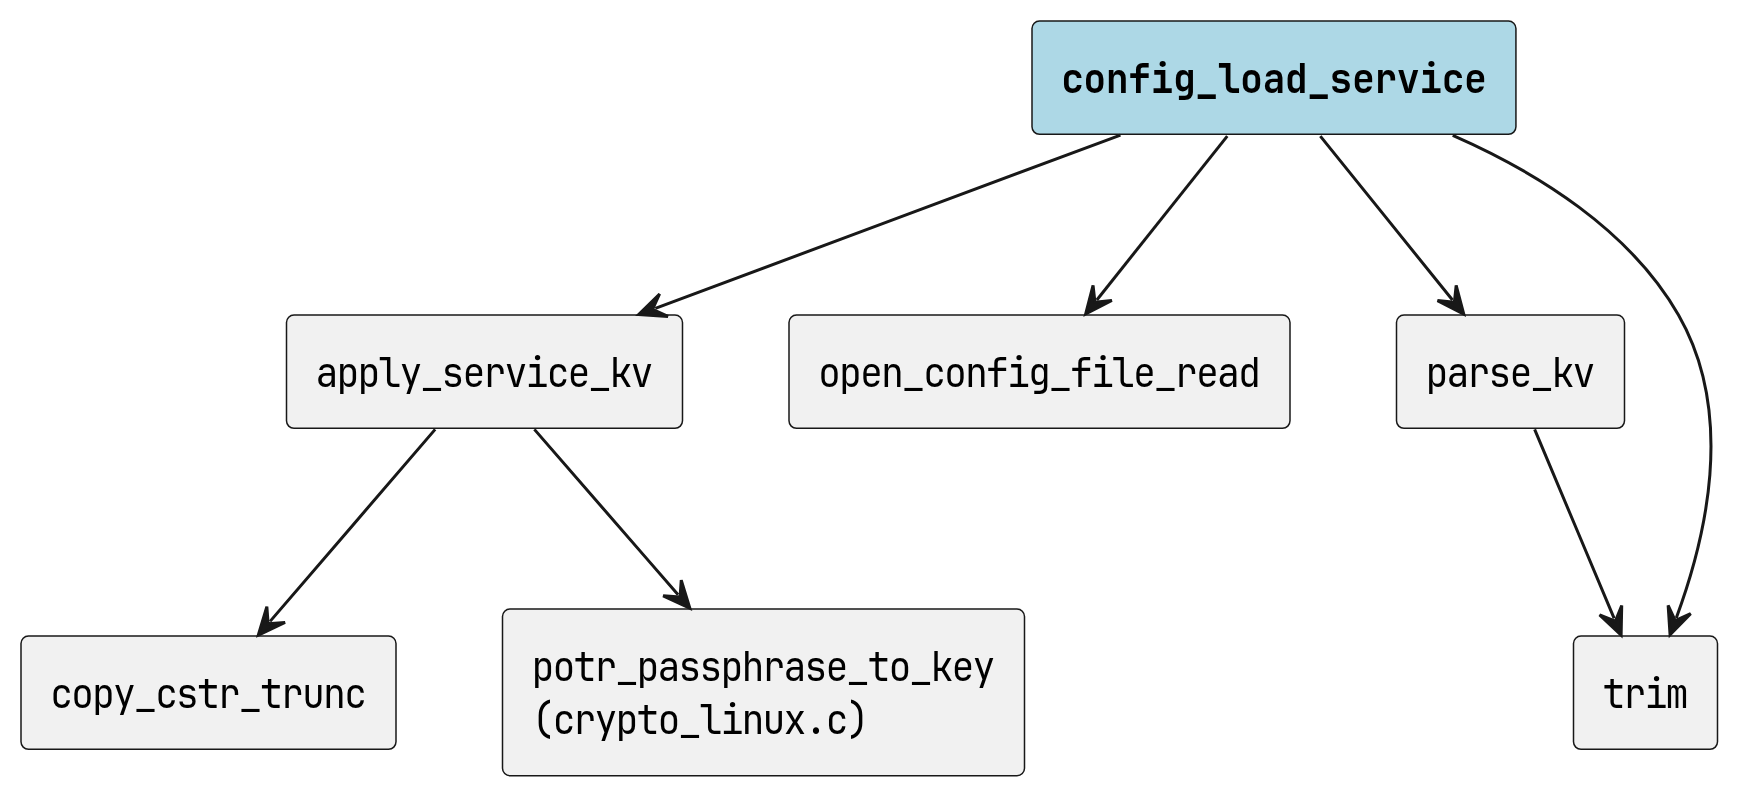 config_load_service
apply_service_kv
open_config_file_read
parse_kv
copy_cstr_trunc
potr_passphrase_to_key
(crypto_linux.c)
trim